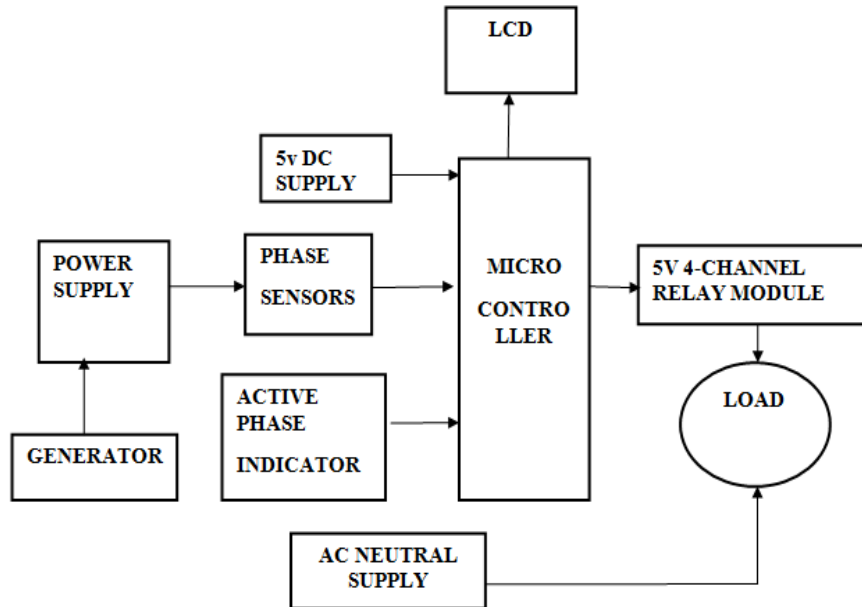 LCD
5v DC
SUPPLY
POWER
SUPPLY
PHASE
SENSORS
MICRO
CONTRO
LLER
5V 4-CHANNEL
RELAY MODULE
ACTIVE
PHASE
INDICATOR
LOAD
GENERATOR
AC NEUTRAL
SUPPLY